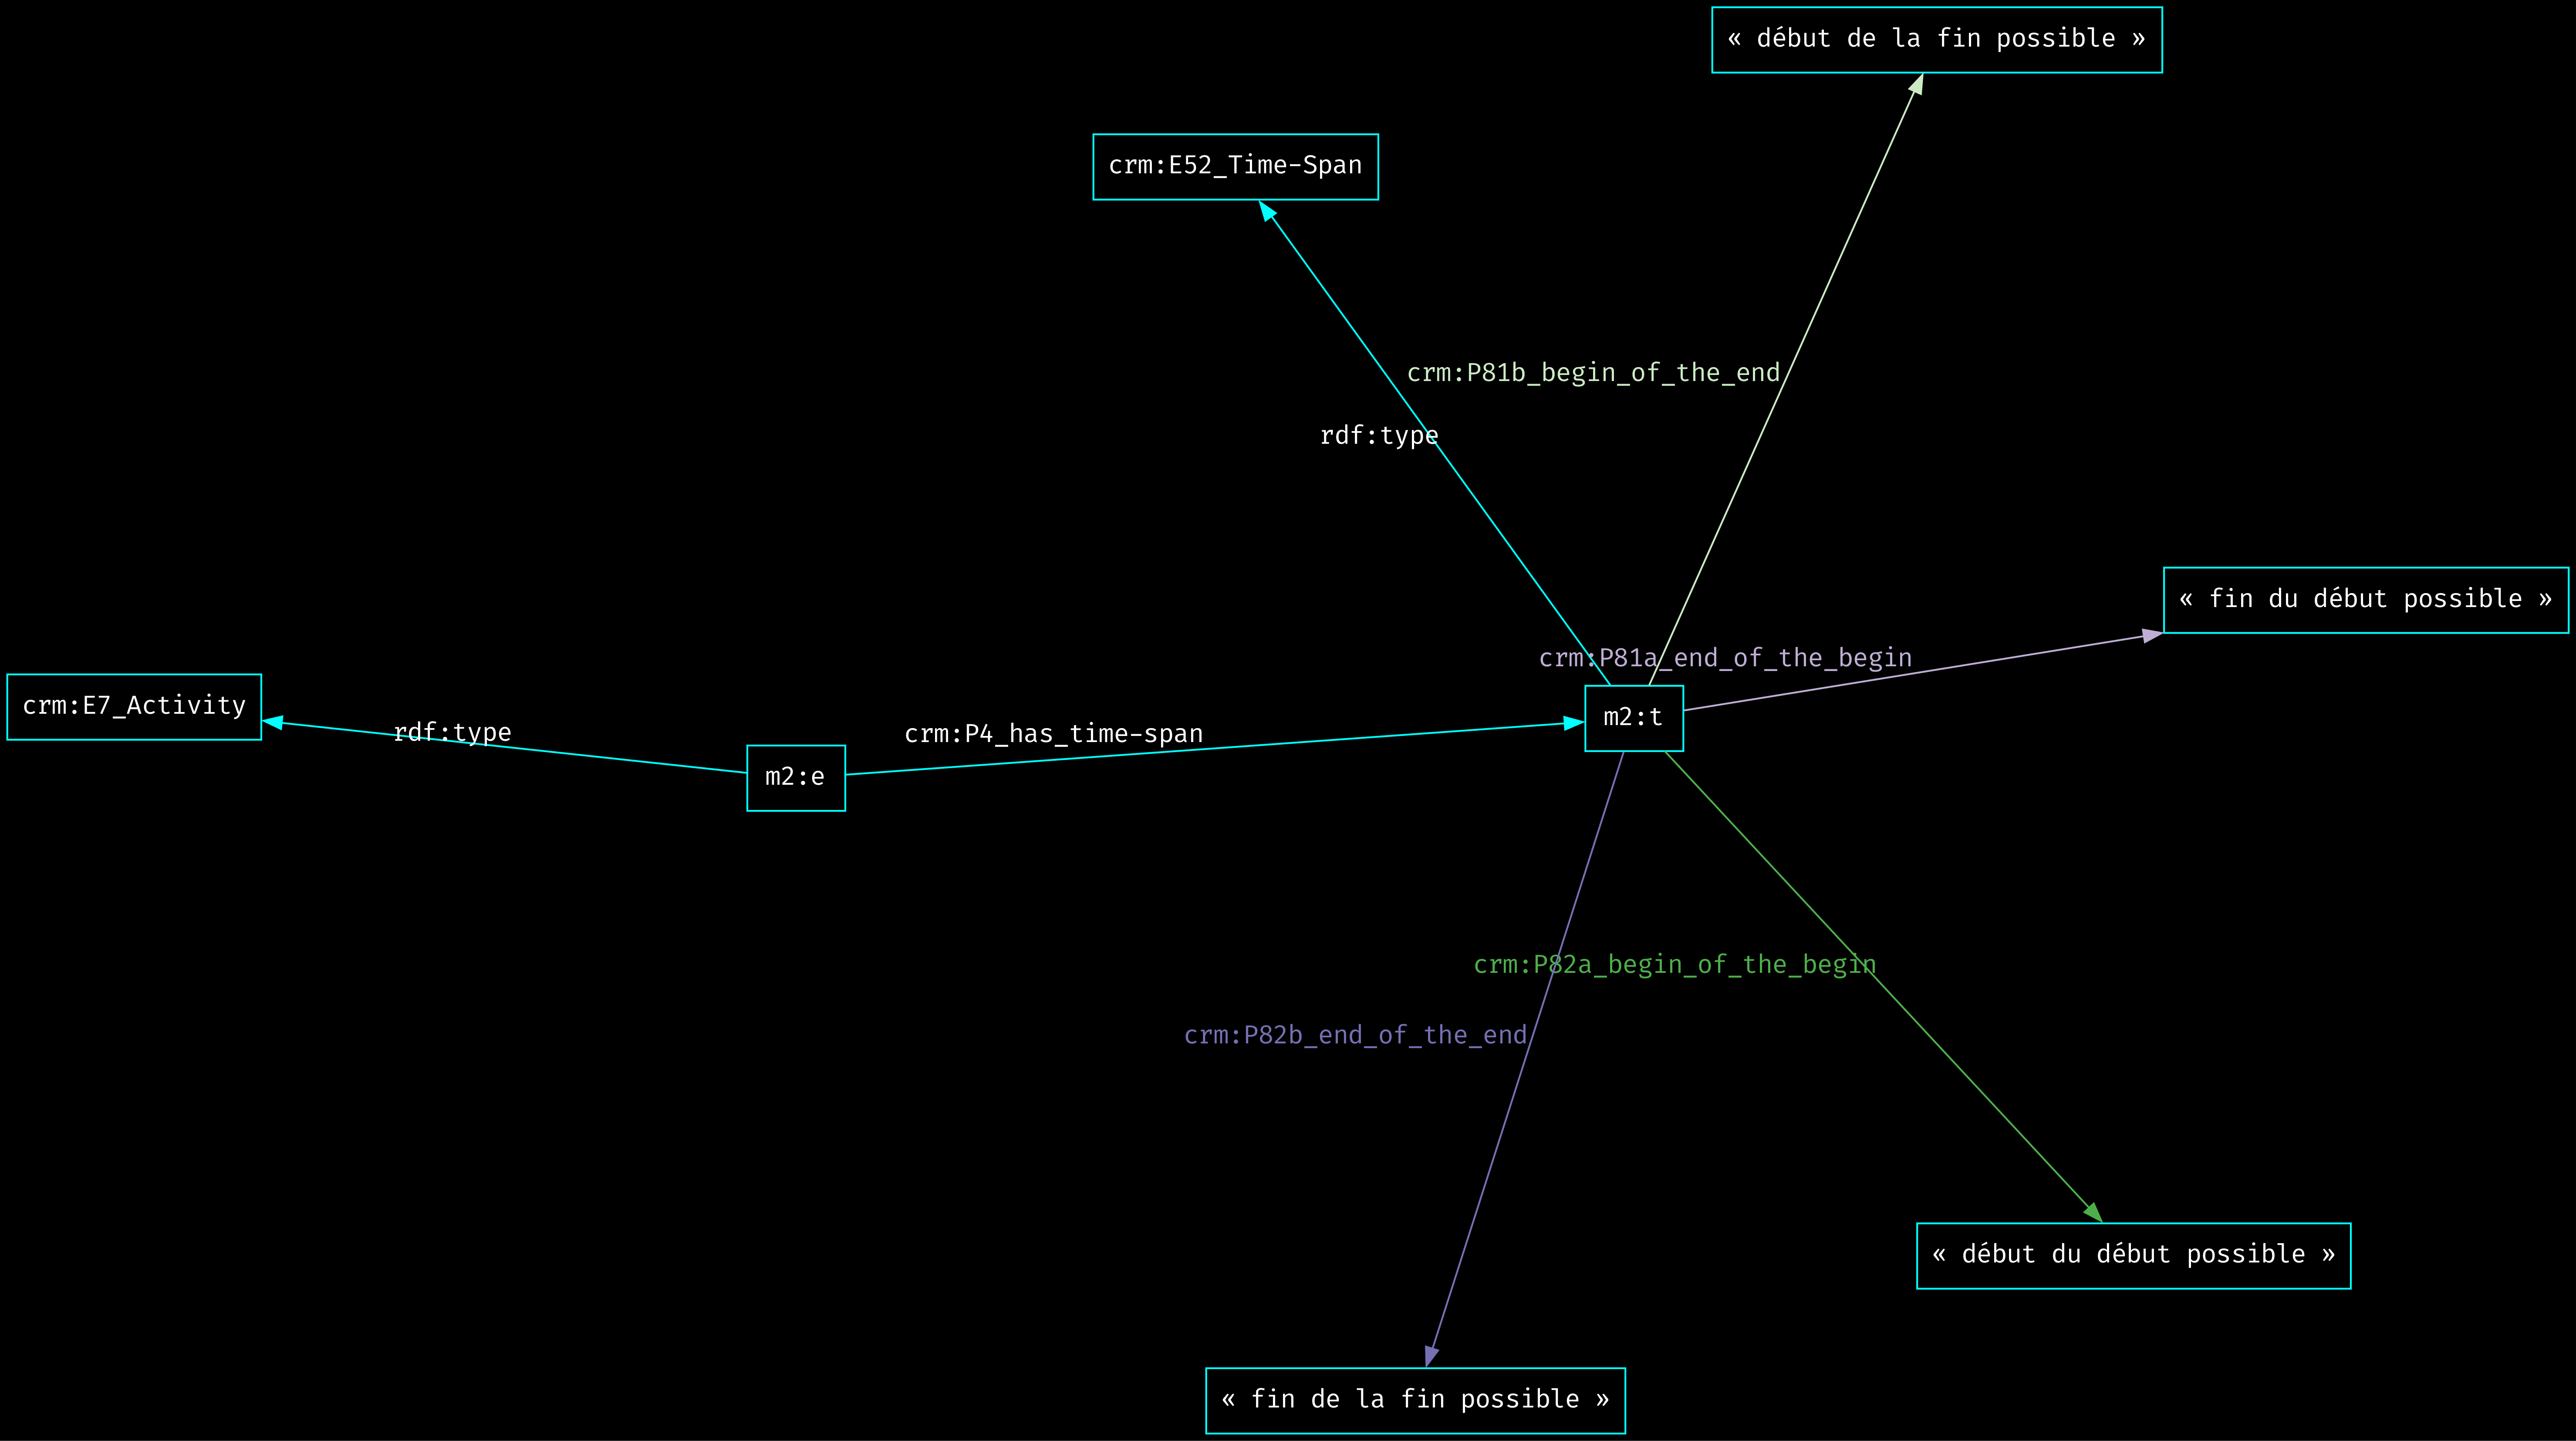 « début de la fin possible »
crm:E52_Time-Span
crm:P81b_begin_of_the_end
rdf:type
« fin du début possible »
crm:P81a_end_of_the_begin
crm:E7_Activity
m2:t
rdf:type
crm:P4_has_time-span
m2:e
crm:P82a_begin_of_the_begin
crm:P82b_end_of_the_end
« début du début possible »
« fin de la fin possible »